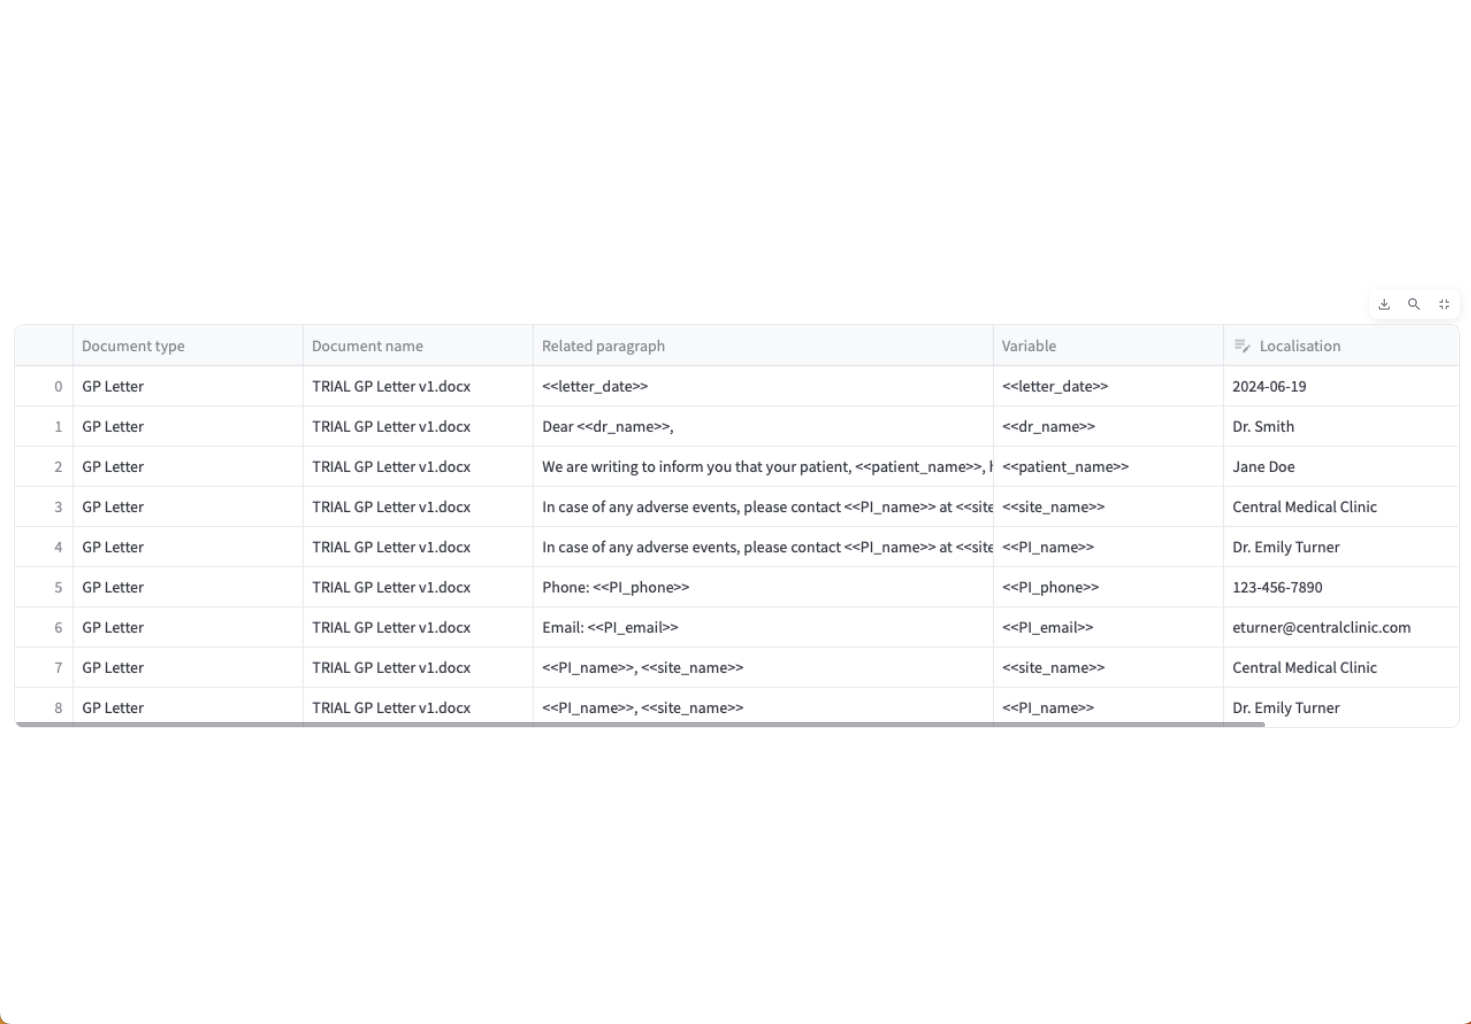 Document type Document name Related paragraph Variable Localisation
0 GP Letter TRIAL GP Letter v1.docx <<letter_date>> <<letter_date>> 2024-06-19
1 GP Letter TRIAL GP Letter v1.docx Dear <<dr_name>>, <<dr_name>> Dr. Smith
2 GP Letter TRIAL GP Letter v1.docx We are writing to inform you that your patient, <<patient_name>>, <<patient_name>> Jane Doe
3 GP Letter TRIAL GP Letter v1.docx In case of any adverse events, please contact <<PI_name>> at <<site <<site_name>> Central Medical Clinic
4 GP Letter TRIAL GP Letter v1.docx In case of any adverse events, please contact <<PI_name>> at <<site <<PI_name>> Dr. Emily Turner
5 GP Letter TRIAL GP Letter v1.docx Phone: <<PI_phone>> <<PI_phone>> 123-456-7890
6 GP Letter TRIAL GP Letter v1.docx Email: <<PI_email>> <<PI_email>> eturner@centralclinic.com
7 GP Letter TRIAL GP Letter v1.docx <<PI_name>>, <<site_name>> <<site_name>> Central Medical Clinic
8 GP Letter TRIAL GP Letter v1.docx <<PI_name>>, <<site_name>> <<PI_name>> Dr. Emily Turner